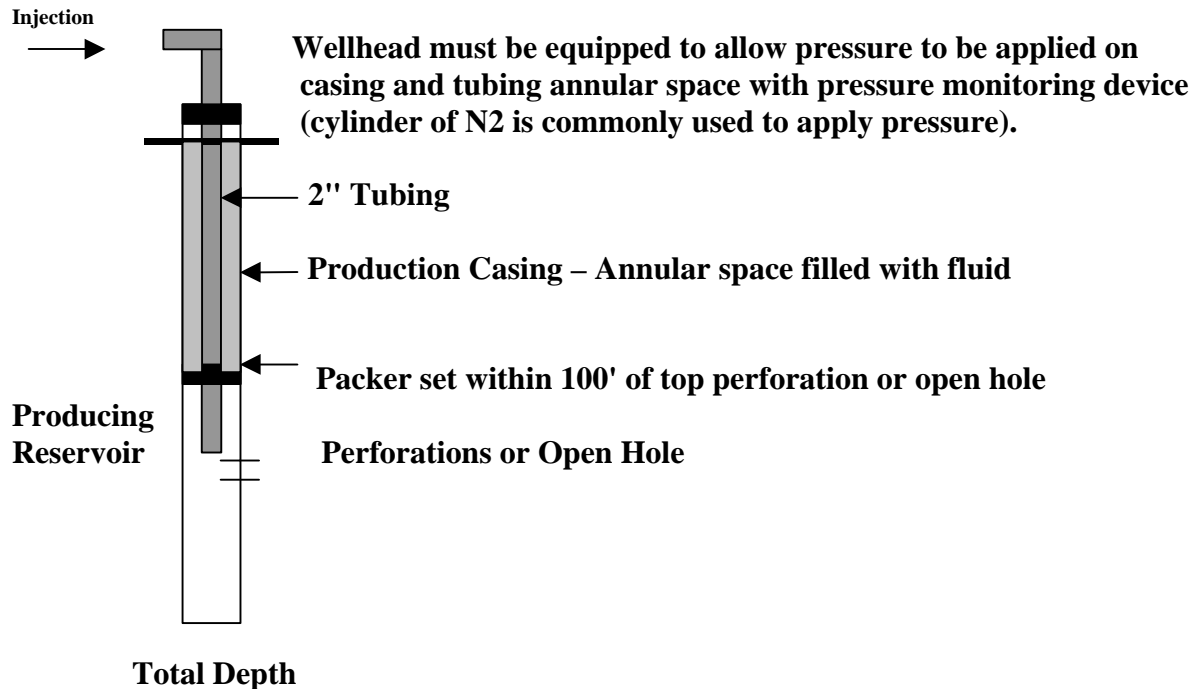 Injection
Wellhead must be equipped to allow pressure to be applied on
casing and tubing annular space with pressure monitoring device
(cylinder of N2 is commonly used to apply pressure).
2" Tubing
Production Casing – Annular space filled with fluid
Packer set within 100' of top perforation or open hole
Producing
Reservoir
Perforations or Open Hole
Total Depth